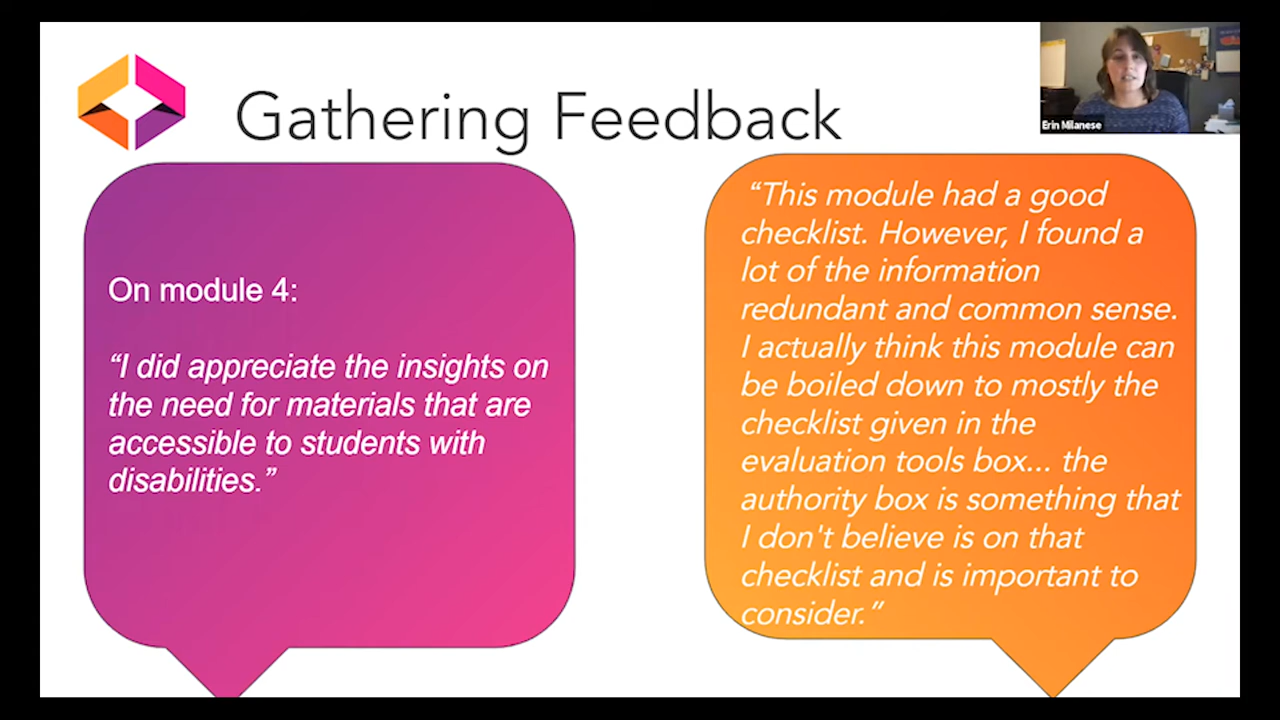 Gathering Feedback
Erin Milanese
On module 4:
“I did appreciate the insights on
the need for materials that are
accessible to students with
disabilities.”
“This module had a good
checklist. However, I found a
lot of the information
redundant and common sense.
I actually think this module can
be boiled down to mostly the
checklist given in the
evaluation tools box... the
authority box is something that
I don't believe is on that
checklist and is important to
consider.”